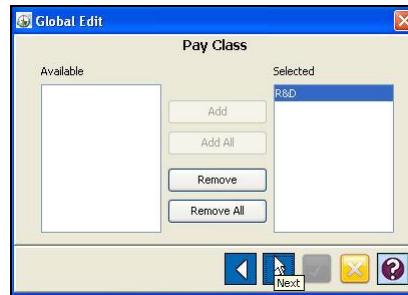 Global Edit
Pay Class
Available
Selected
R&D
Add
Add All
Remove
Remove All
Next